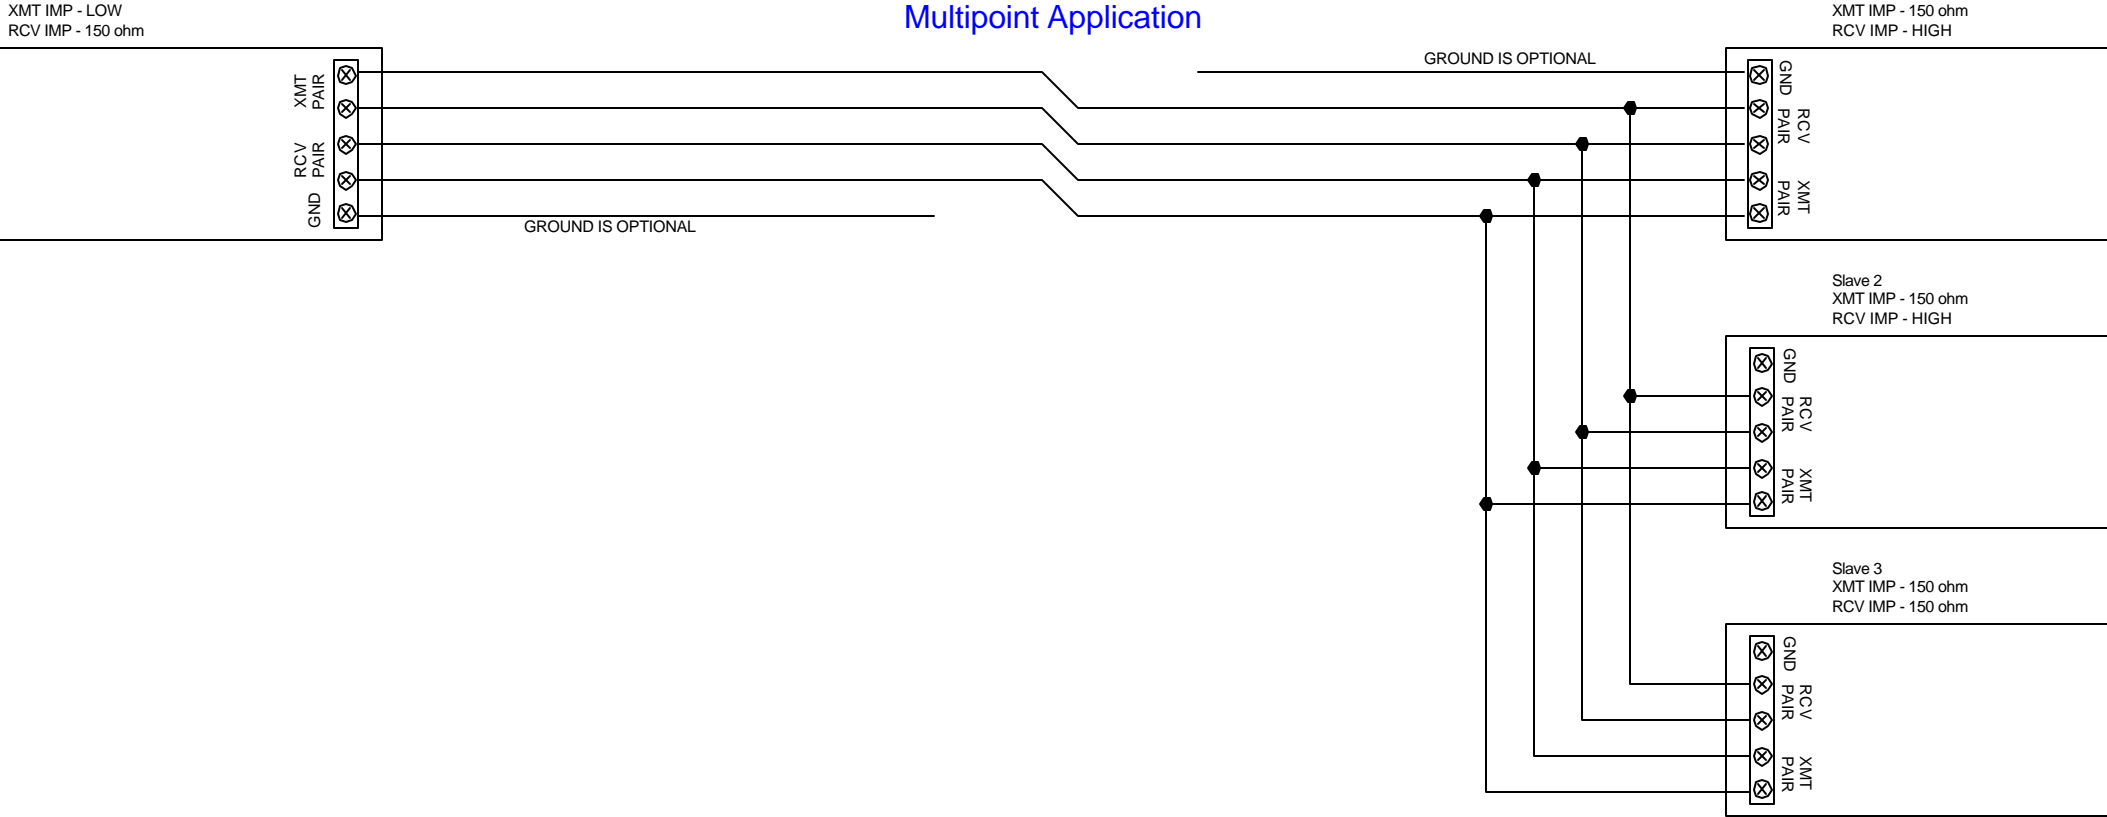 XMT IMP - LOW
RCV IMP - 150 ohm
Multipoint Application
XMT IMP - 150 ohm
RCV IMP - HIGH
XMT
PAIR
RCV
PAIR
GND
GROUND IS OPTIONAL
GROUND IS OPTIONAL
GND
RCV
PAIR
XMT
PAIR
Slave 2
XMT IMP - 150 ohm
RCV IMP - HIGH
GND
RCV
PAIR
XMT
PAIR
Slave 3
XMT IMP - 150 ohm
RCV IMP - 150 ohm
GND
RCV
PAIR
XMT
PAIR